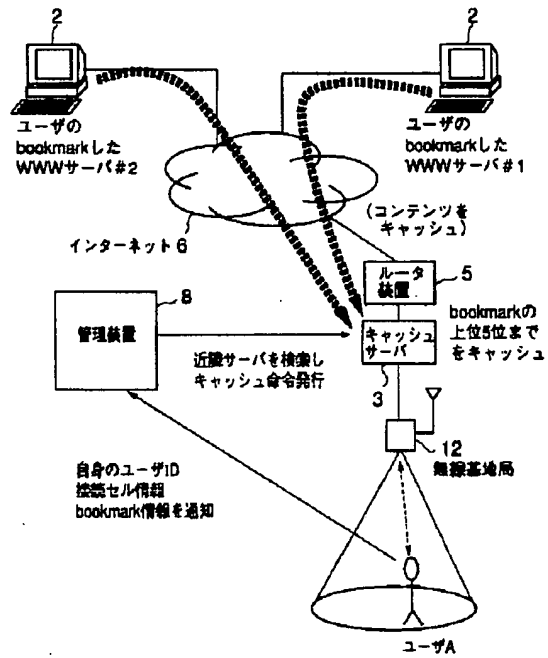 2
2
ユーザの
bookmarkした
WWWサーバ#2
ユーザの
bookmarkした
WWWサーバ#1
(コンテンツを
キャッシュ)
インターネット6
ルータ
装置
5
8
管理装置
キャッシュ
サーバ
bookmarkの
上位5位まで
をキャッシュ
近隣サーバを検索し
キャッシュ命令発行
3
12
無線基地局
自身のユーザID
接続セル情報
bookmark情報を通知
ユーザA